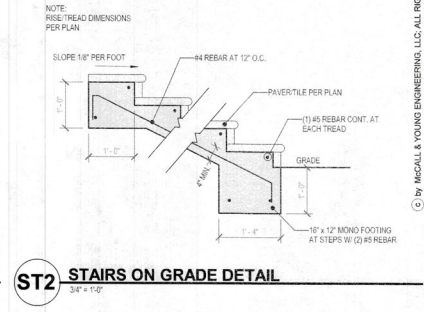 NOTE:
RISE/TREAD DIMENSIONS
PER PLAN
SLOPE 1/8" PER FOOT
#4 REBAR AT 12" O.C.
PAVER/TILE PER PLAN
(1) #5 REBAR CONT. AT
EACH TREAD
GRADE
1'-0"
1'-0"
4" MIN.
1'-0"
1'-4"
16" x 12" MONO FOOTING
AT STEPS W/ (2) #5 REBAR
ST2
STAIRS ON GRADE DETAIL
3/4" = 1'-0"
© by McCALL & YOUNG ENGINEERING, LLC; ALL